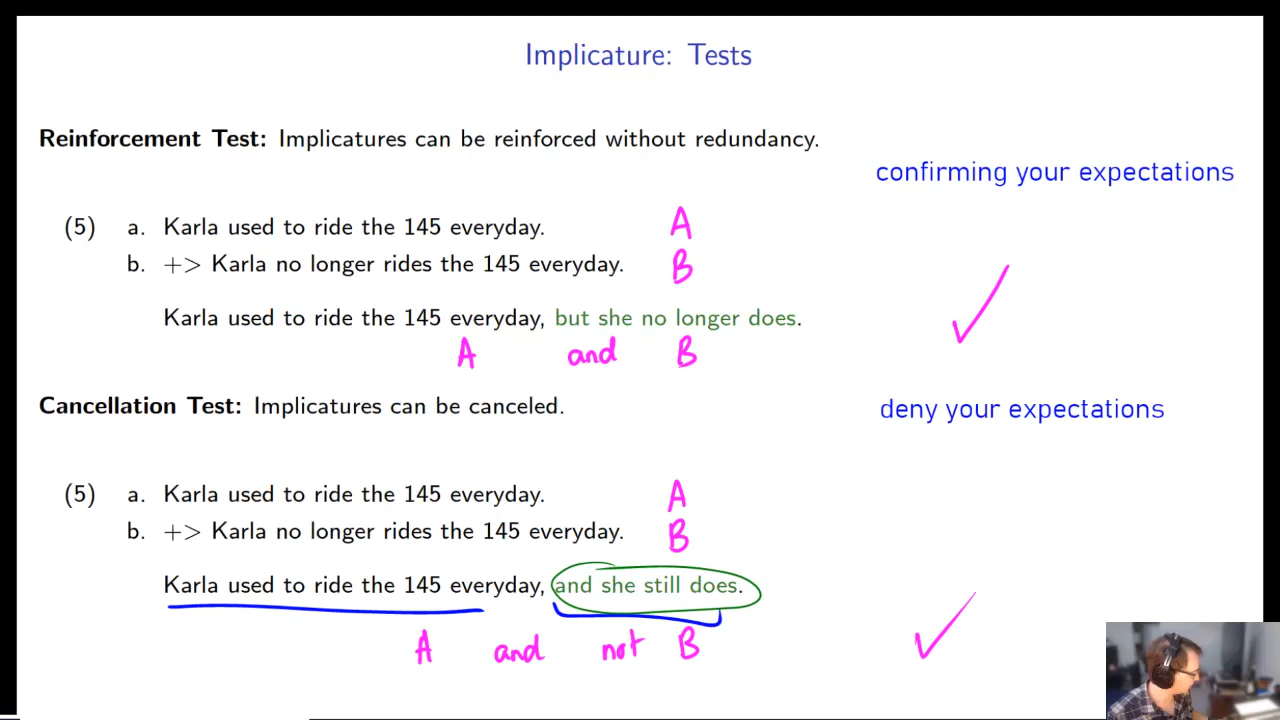 Implicature: Tests
Reinforcement Test: Implicatures can be reinforced without redundancy.
confirming your expectations
(5) a. Karla used to ride the 145 everyday. A
b. +> Karla no longer rides the 145 everyday. B
Karla used to ride the 145 everyday, but she no longer does.
A and B
Cancellation Test: Implicatures can be canceled.
deny your expectations
(5) a. Karla used to ride the 145 everyday. A
b. +> Karla no longer rides the 145 everyday. B
Karla used to ride the 145 everyday, and she still does.
A and not B